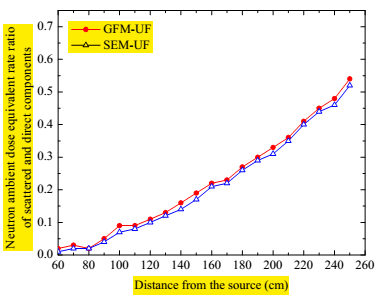 Neutron ambient dose equivalent rate ratio
of scattered and direct components
GFM-UF
SEM-UF
0.7
0.6
0.5
0.4
0.3
0.2
0.1
0.0
60 80 100 120 140 160 180 200 220 240 260
Distance from the source (cm)